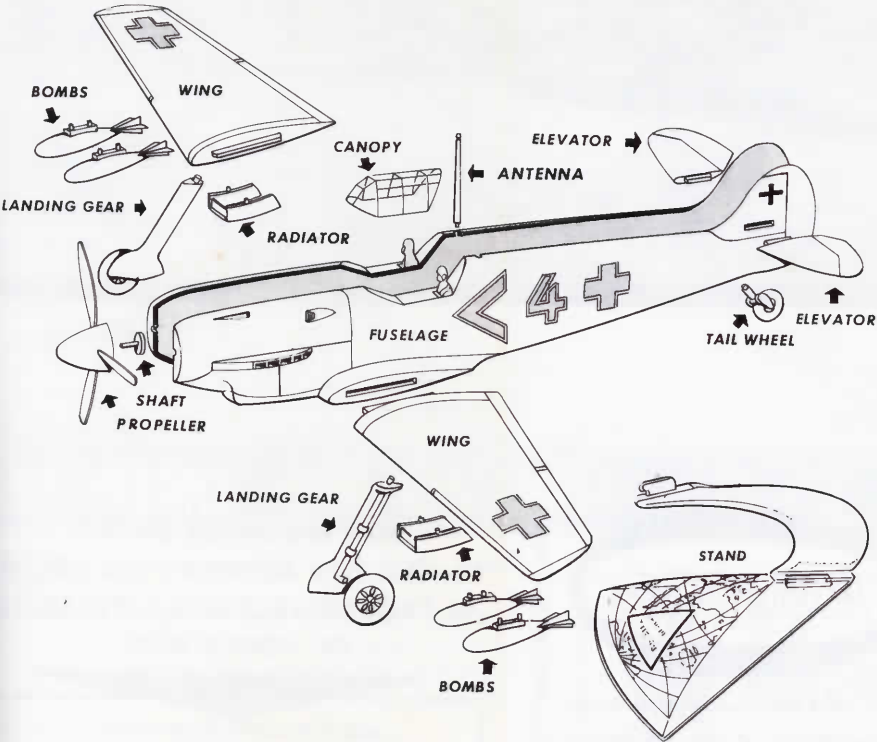 BOMBS
WING
CANOPY
ELEVATOR
ANTENNA
LANDING GEAR
RADIATOR
4
FUSELAGE
TAIL WHEEL
ELEVATOR
SHAFT
PROPELLER
WING
LANDING GEAR
RADIATOR
STAND
BOMBS